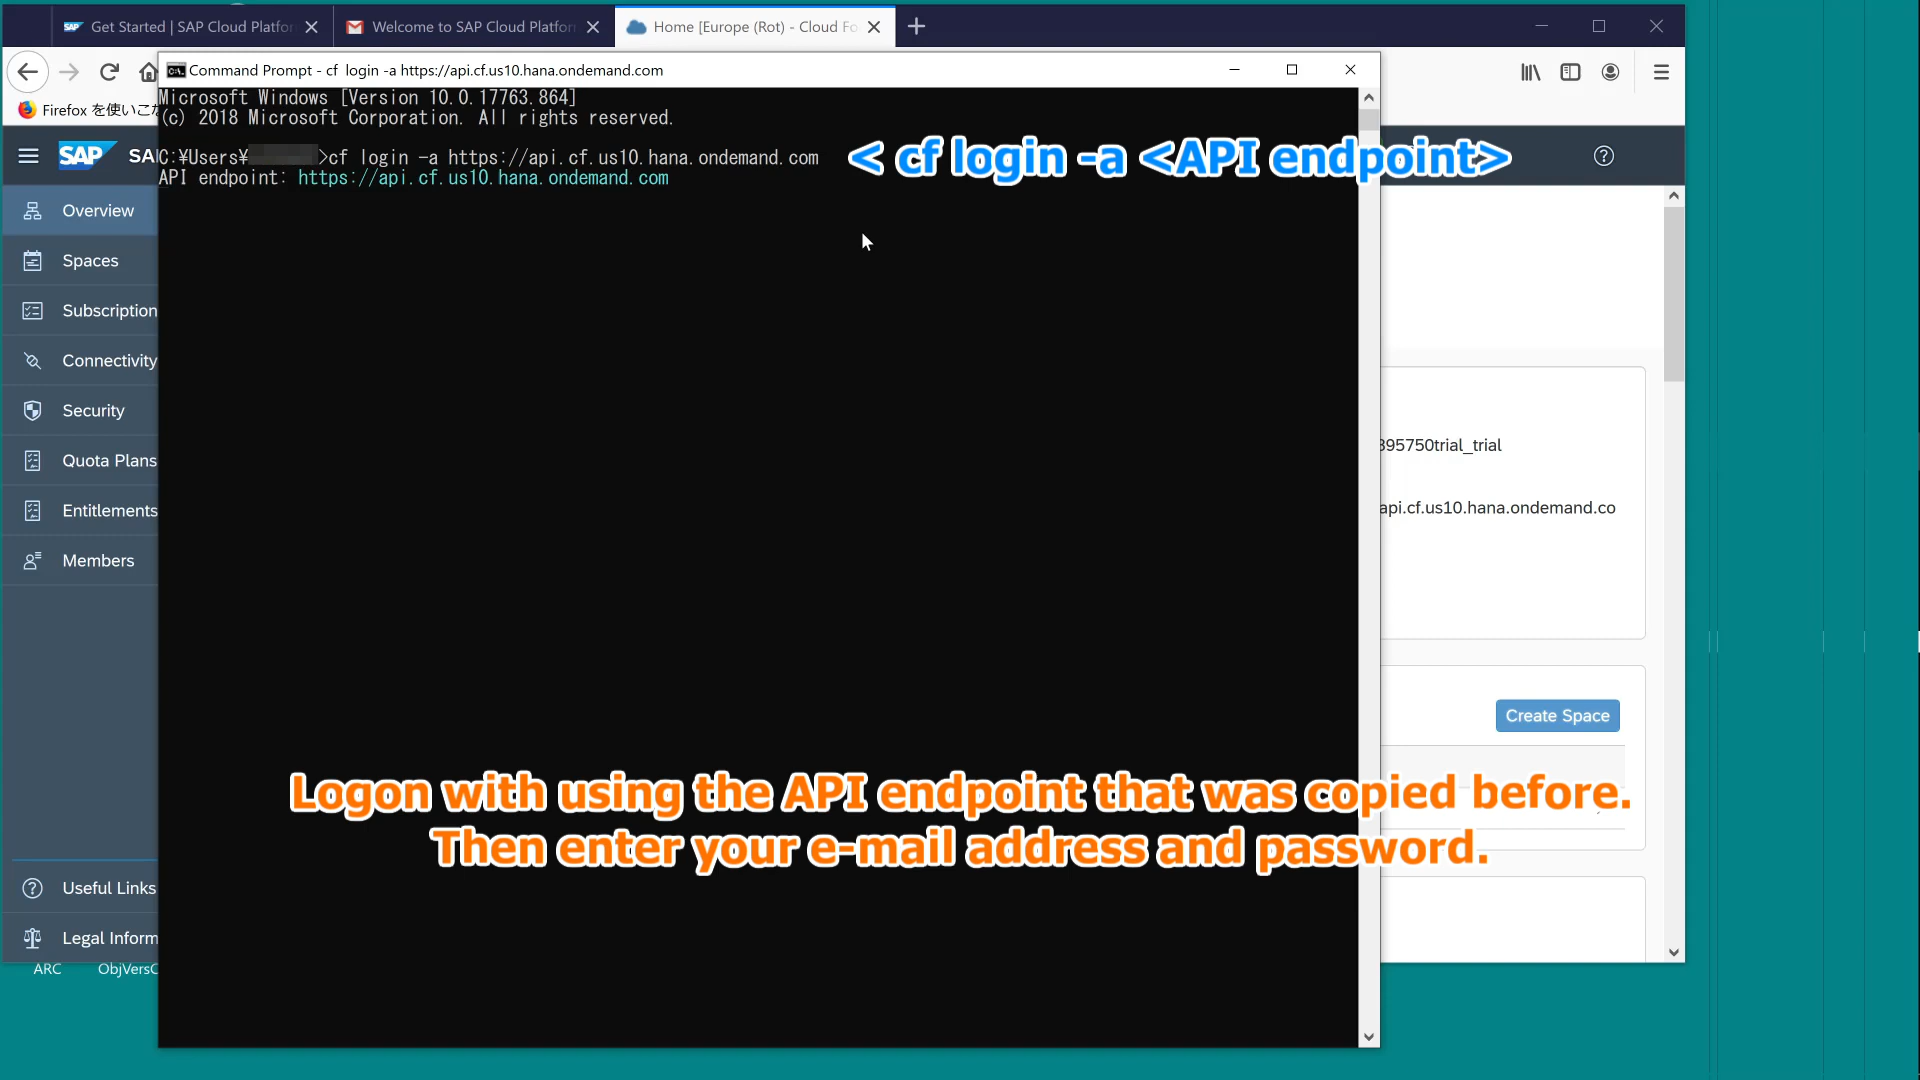 Get Started | SAP Cloud Platfor
Welcome to SAP Cloud Platfor
Home [Europe (Rot) - Cloud Fo
Command Prompt - cf  login -a https://api.cf.us10.hana.ondemand.com
Firefox を使いこな
Microsoft Windows [Version 10.0.17763.864]
(c) 2018 Microsoft Corporation. All rights reserved.
SAP
SA
C:¥Users¥
>cf login -a https://api.cf.us10.hana.ondemand.com
< cf login -a <API endpoint>
API endpoint: https://api.cf.us10.hana.ondemand.com
Overview
Spaces
Subscription
Connectivity
Security
Quota Plans
Entitlements
Members
395750trial_trial
api.cf.us10.hana.ondemand.co
Create Space
Logon with using the API endpoint that was copied before.
Then enter your e-mail address and password.
Useful Links
Legal Inform
ARC
ObjVersC